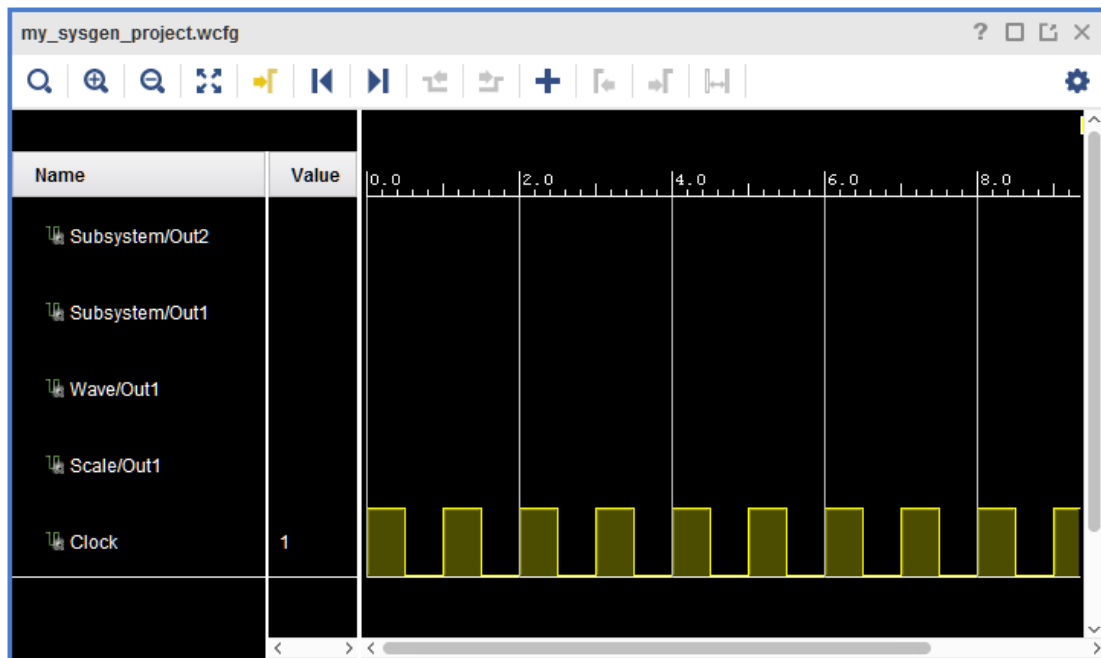 my_sysgen_project.wcfg ?
Name Value 0.0 2.0 4.0 6.0 8.0
Subsystem/Out2
Subsystem/Out1
Wave/Out1
Scale/Out1
Clock 1